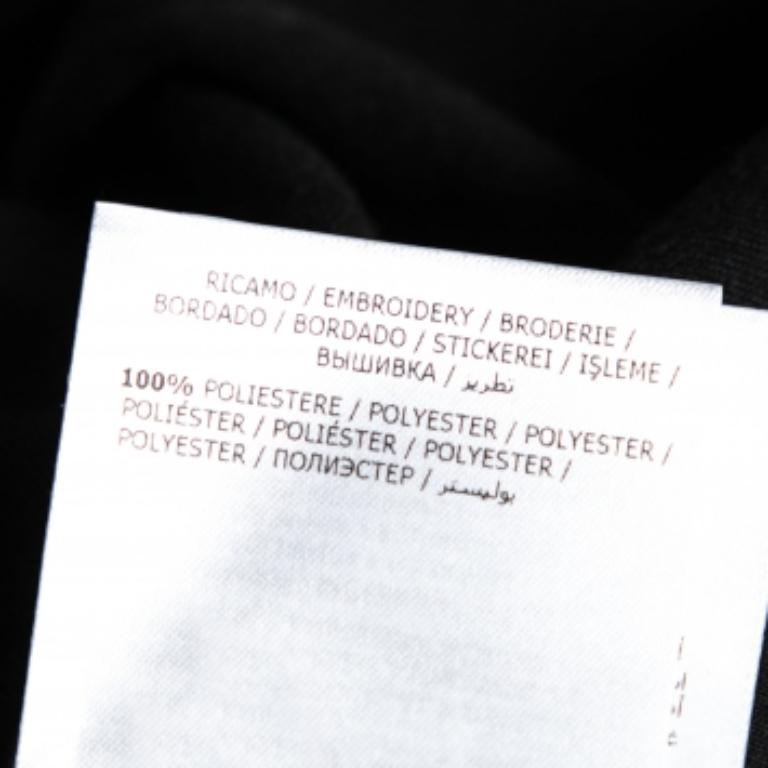 RICAMO / EMBROIDERY / BRODERIE /
BORDADO / BORDADO / STICKEREI / IŞLEME /
ВЫШИВКА / تطريز
100% POLIESTERE / POLYESTER / POLYESTER /
POLIÉSTER / POLIÉSTER / POLYESTER /
POLYESTER / ПОЛИЭСТЕР / بوليستر